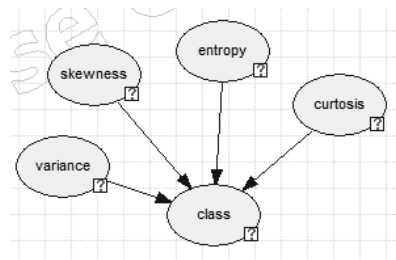 entropy
?
skewness
?
curtosis
?
variance
?
class
?